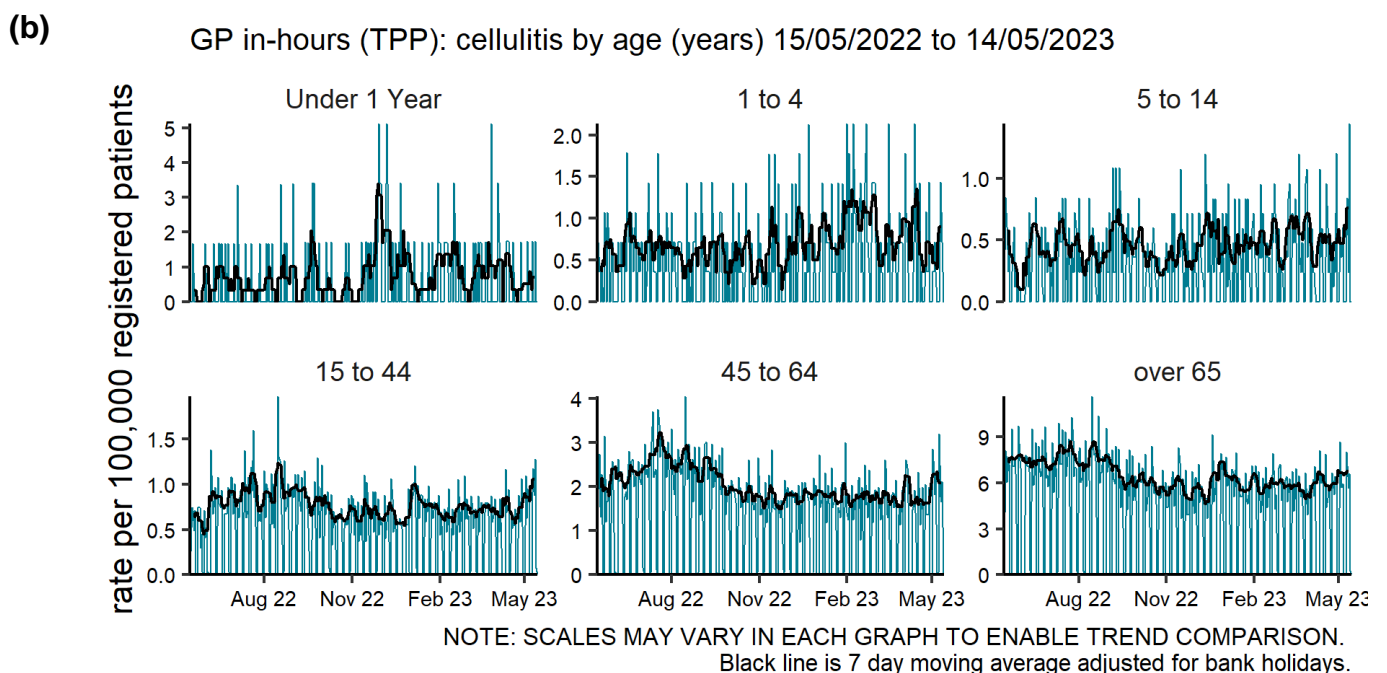 (b)
GP in-hours (TPP): cellulitis by age (years) 15/05/2022 to 14/05/2023
rate per 100,000 registered patients
Under 1 Year
5
4
3
2
1
0
1 to 4
2.0
1.5
1.0
0.5
0.0
5 to 14
1.0
0.5
0.0
15 to 44
1.5
1.0
0.5
0.0
Aug 22 Nov 22 Feb 23 May 23
45 to 64
4
3
2
1
0
Aug 22 Nov 22 Feb 23 May 23
over 65
9
6
3
0
Aug 22 Nov 22 Feb 23 May 23
NOTE: SCALES MAY VARY IN EACH GRAPH TO ENABLE TREND COMPARISON.
Black line is 7 day moving average adjusted for bank holidays.